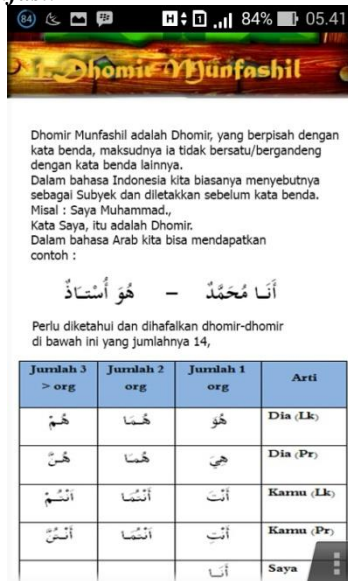 84 84% 05.41
1. Dhomir Munfashil
Dhomir Munfashil adalah Dhomir, yang berpisah dengan
kata benda, maksudnya ia tidak bersatu/bergandeng
dengan kata benda lainnya.
Dalam bahasa Indonesia kita biasanya menyebutnya
sebagai Subyek dan diletakkan sebelum kata benda.
Misal : Saya Muhammad.,
Kata Saya, itu adalah Dhomir.
Dalam bahasa Arab kita bisa mendapatkan
contoh :
أَنَا مُحَمَّدٌ – هُوَ أُسْتَاذٌ
Perlu diketahui dan dihafalkan dhomir-dhomir
di bawah ini yang jumlahnya 14,
Jumlah 3 > org Jumlah 2 org Jumlah 1 org Arti
هُمْ هُمَا هُوَ Dia (Lk)
هُنَّ هُمَا هِيَ Dia (Pr)
أَنْتُمْ أَنْتُمَا أَنْتَ Kamu (Lk)
أَنْتُنَّ أَنْتُمَا أَنْتِ Kamu (Pr)
أَنَا Saya